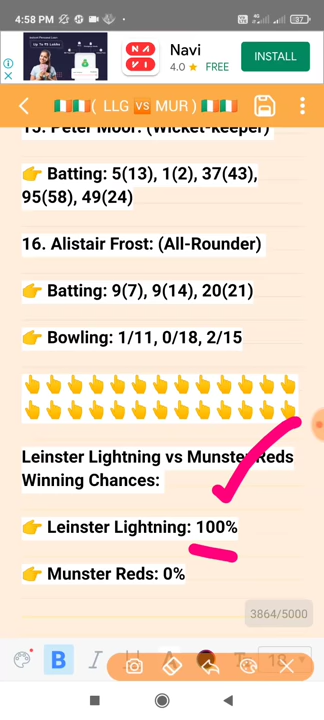 4:58 PM
37
Navi
4.0 ★ FREE
INSTALL
NAVI
( LLG 🆚 MUR )
15. Peter Moor: (Wicket-keeper)
👉 Batting: 5(13), 1(2), 37(43),
95(58), 49(24)
16. Alistair Frost: (All-Rounder)
👉 Batting: 9(7), 9(14), 20(21)
👉 Bowling: 1/11, 0/18, 2/15
Leinster Lightning vs Munster Reds
Winning Chances:
👉 Leinster Lightning: 100%
👉 Munster Reds: 0%
3864/5000
B I
18